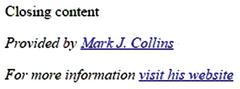 Closing content
Provided by Mark J. Collins
For more information visit his website